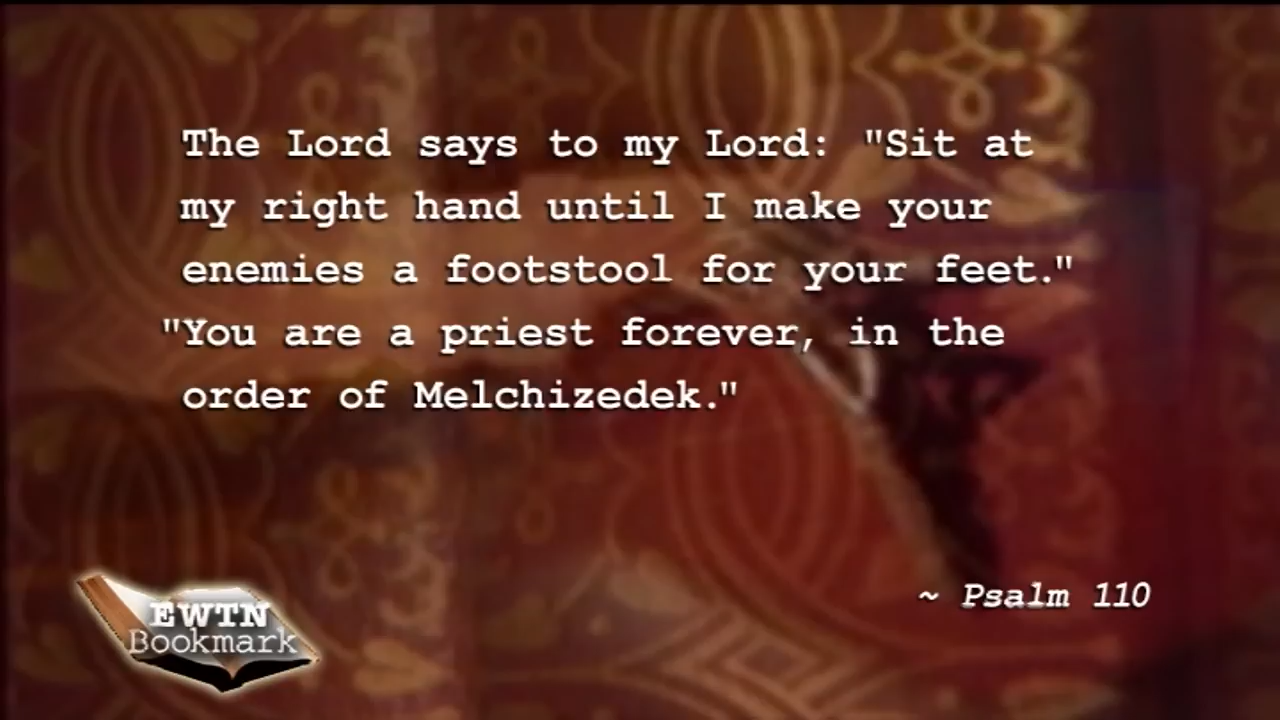 The Lord says to my Lord: "Sit at
my right hand until I make your
enemies a footstool for your feet."
"You are a priest forever, in the
order of Melchizedek."
~ Psalm 110
EWTN
Bookmark